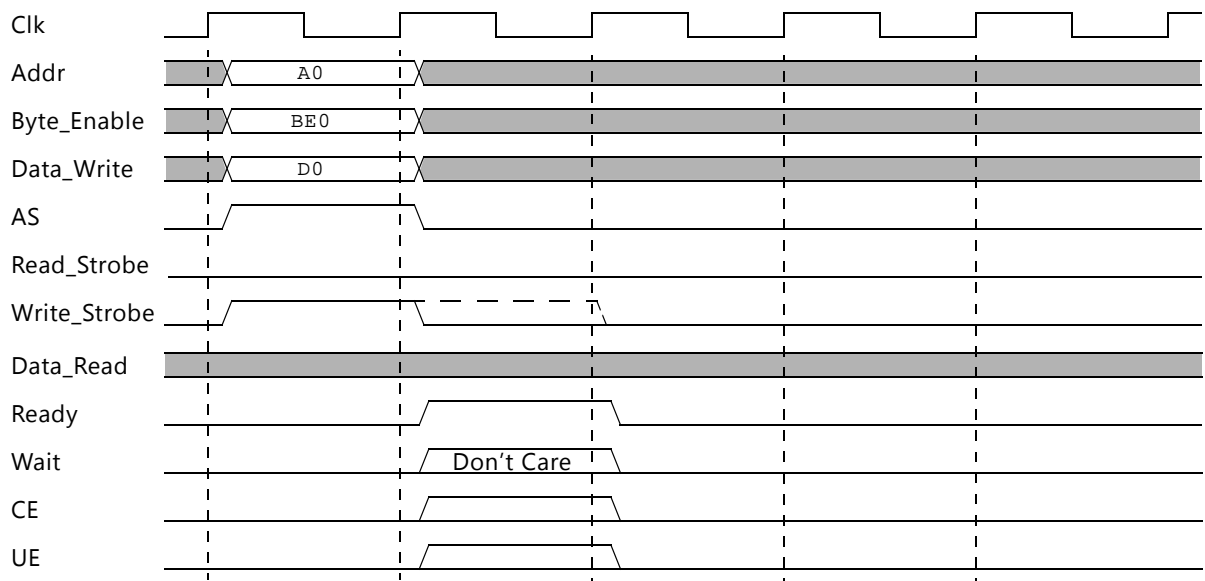 Clk
Addr A0
Byte_Enable BE0
Data_Write D0
AS
Read_Strobe
Write_Strobe
Data_Read
Ready
Wait Don't Care
CE
UE